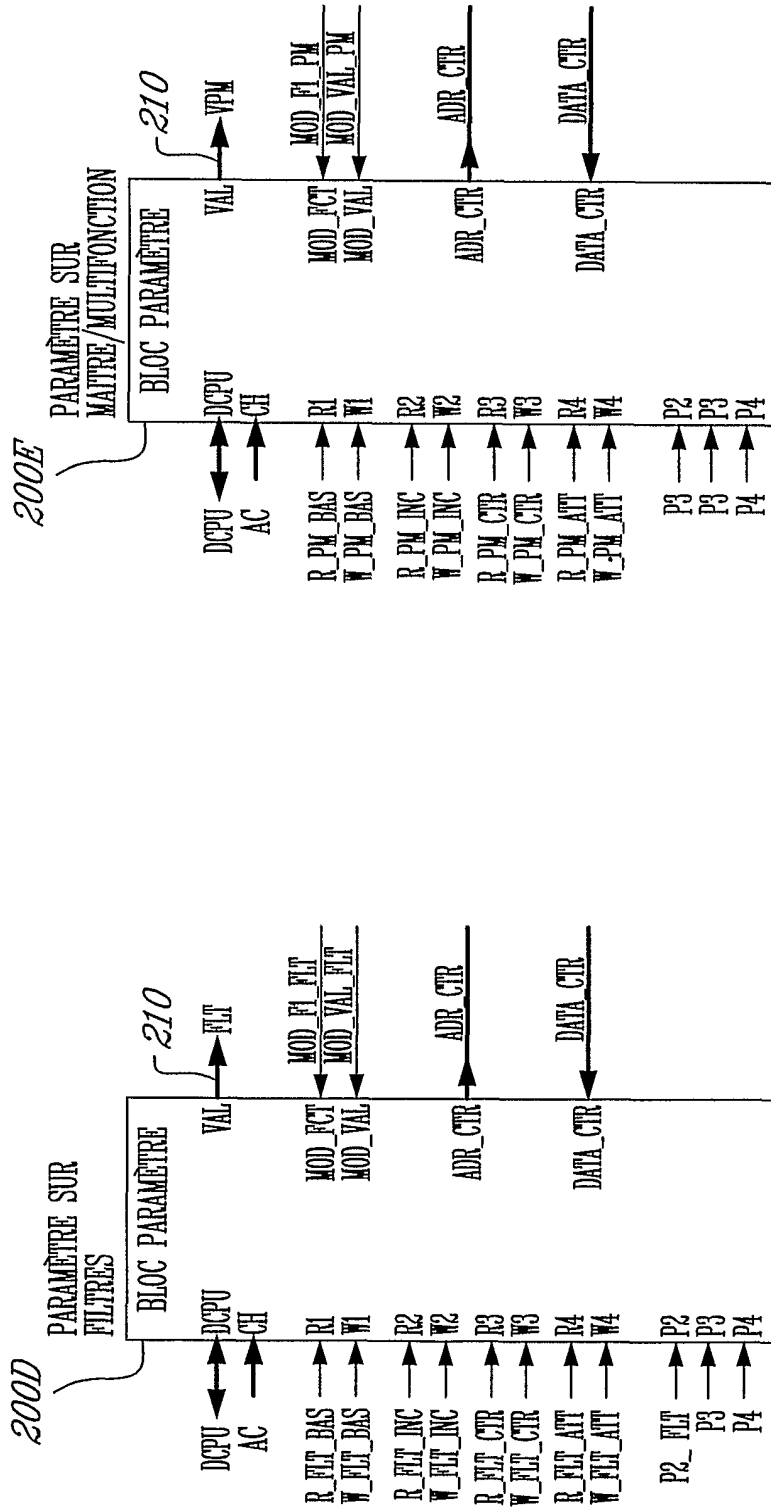 200D
PARAMÈTRE SUR
FILTRES
BLOC PARAMÈTRE
DCPU DCPU VAL FLT
210
AC CH
R_FLT_BAS R1 MOD_FCT MOD_F1_FLT
W_FLT_BAS W1 MOD_VAL MOD_VAL_FLT
R_FLT_INC R2
W_FLT_INC W2
ADR_CTR ADR_CTR
R_FLT_CTR R3
W_FLT_CTR W3
R_FLT_ATT R4
DATA_CTR DATA_CTR
W_FLT_ATT W4
P2_FLT P2
P3 P3
P4 P4
200E
PARAMÈTRE SUR
MAITRE/MULTIFONCTION
BLOC PARAMÈTRE
DCPU DCPU VAL VPM
210
AC CH
R_PM_BAS R1 MOD_FCT MOD_F1_PM
W_PM_BAS W1 MOD_VAL MOD_VAL_PM
R_PM_INC R2
W_PM_INC W2
ADR_CTR ADR_CTR
R_PM_CTR R3
W_PM_CTR W3
R_PM_ATT R4
DATA_CTR DATA_CTR
W_PM_ATT W4
P3 P2
P3 P3
P4 P4